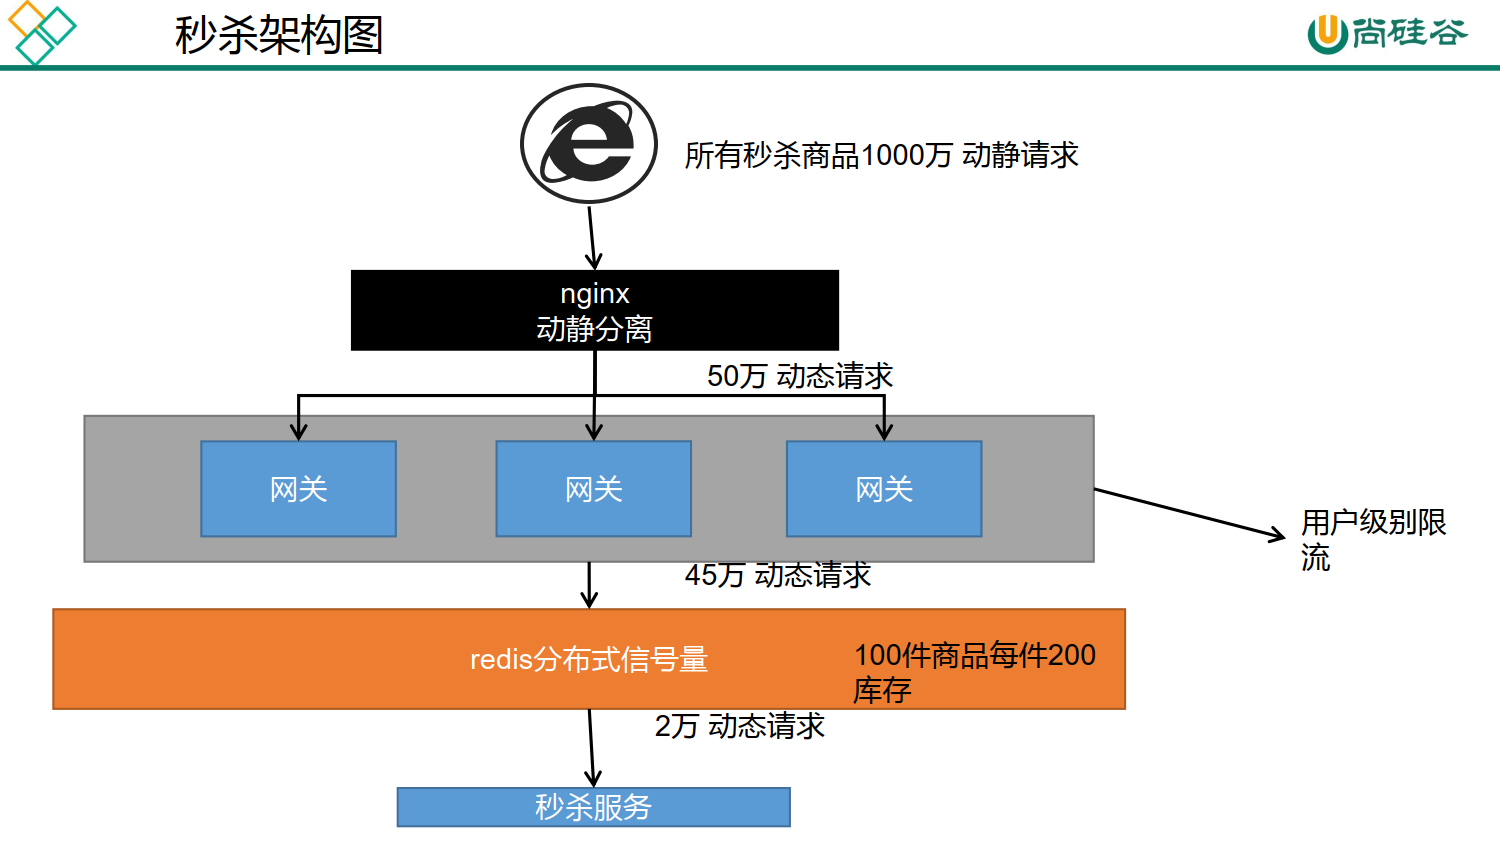 秒杀架构图
尚硅谷
所有秒杀商品1000万 动静请求
nginx
动静分离
50万 动态请求
网关
网关
网关
用户级别限
流
45万 动态请求
redis分布式信号量
100件商品每件200
库存
2万 动态请求
秒杀服务